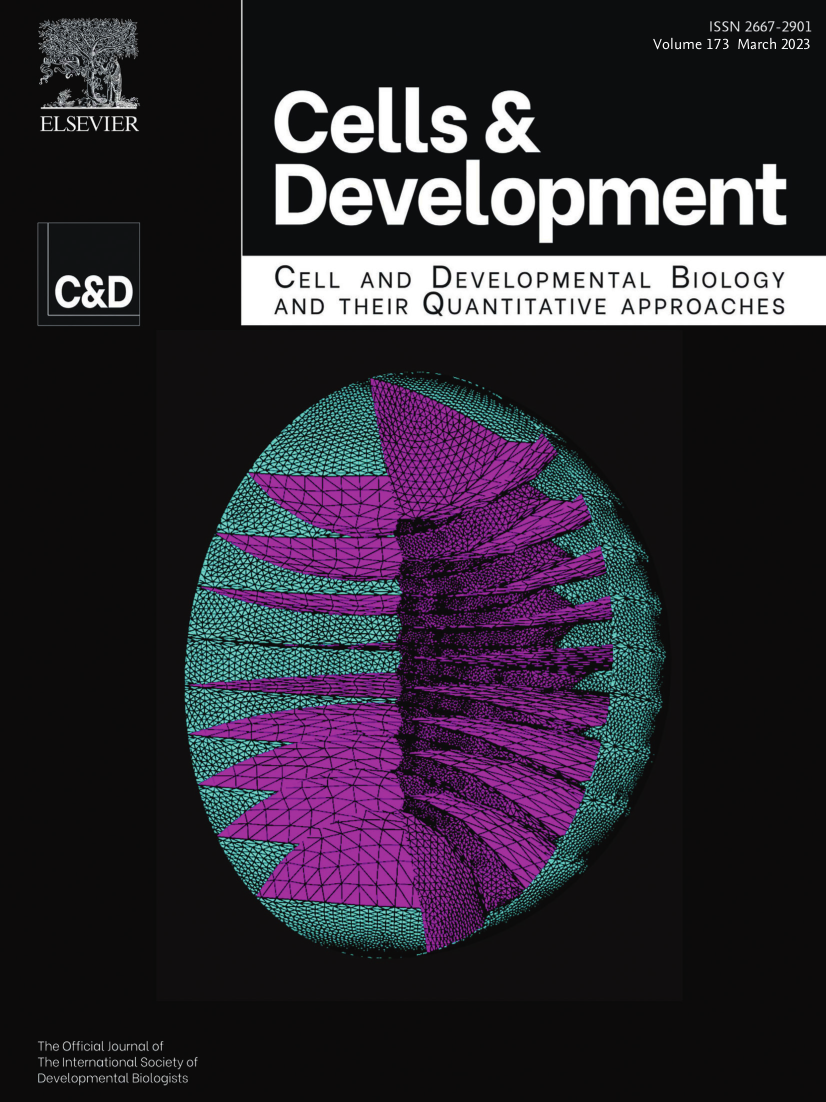 ISSN 2667-2901
Volume 173 March 2023
ELSEVIER
Cells &
Development
C&D
CELL AND DEVELOPMENTAL BIOLOGY
AND THEIR QUANTITATIVE APPROACHES
The Official Journal of
The International Society of
Developmental Biologists